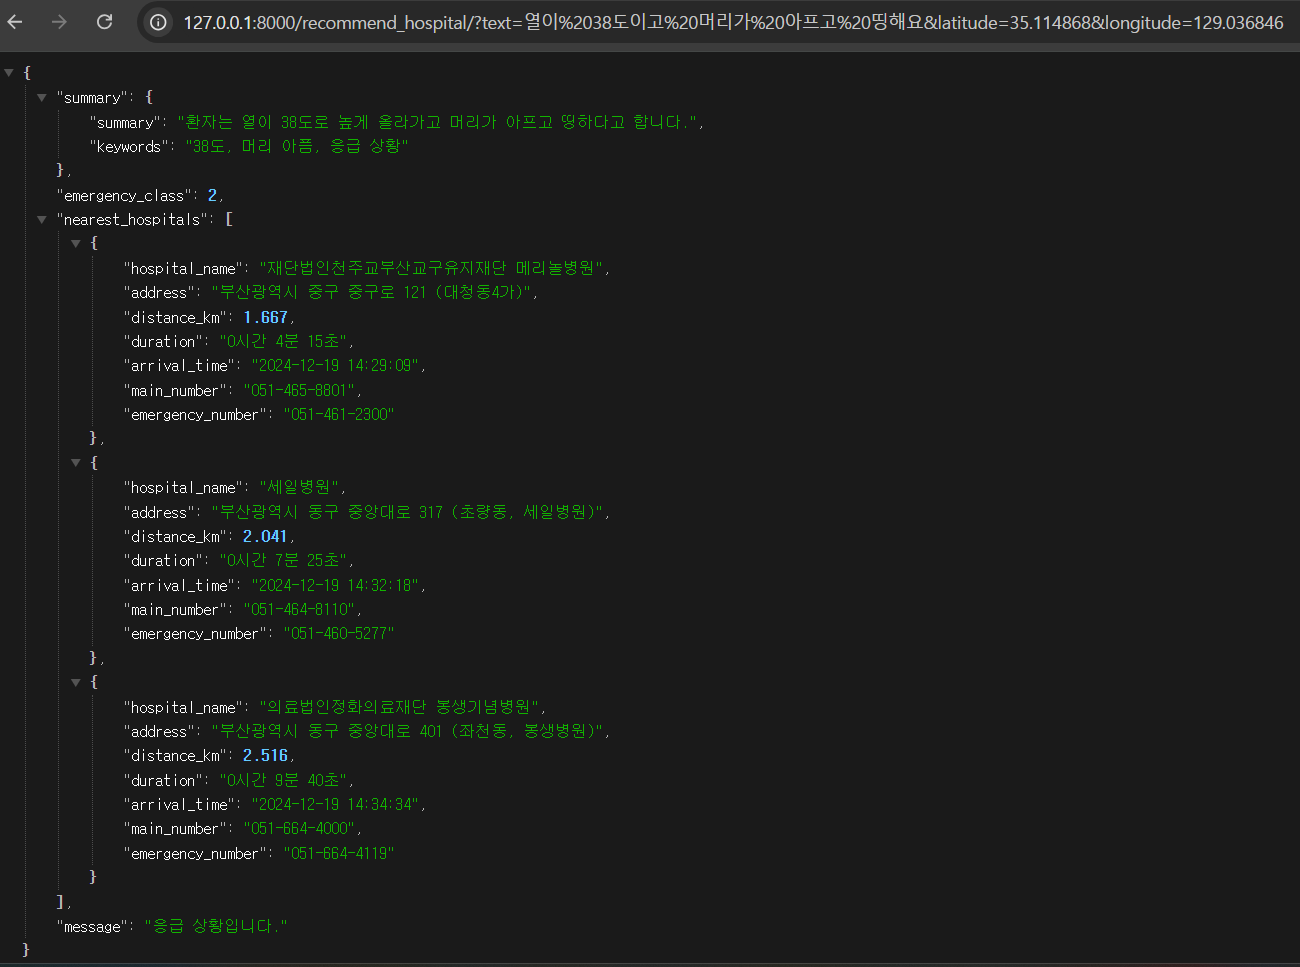 127.0.0.1:8000/recommend_hospital/?text=열이%2038도이고%20머리가%20아프고%20띵해요&latitude=35.114868&longitude=129.036846
{
"summary": {
"summary": "환자는 열이 38도로 높게 올라가고 머리가 아프고 띵하다고 합니다.",
"keywords": "38도, 머리 아픔, 응급 상황"
},
"emergency_class": 2,
"nearest_hospitals": [
{
"hospital_name": "재단법인천주교부산교구유지재단 메리놀병원",
"address": "부산광역시 중구 중구로 121 (대청동4가)",
"distance_km": 1.667,
"duration": "0시간 4분 15초",
"arrival_time": "2024-12-19 14:29:09",
"main_number": "051-465-8801",
"emergency_number": "051-461-2300"
},
{
"hospital_name": "세일병원",
"address": "부산광역시 동구 중앙대로 317 (초량동, 세일병원)",
"distance_km": 2.041,
"duration": "0시간 7분 25초",
"arrival_time": "2024-12-19 14:32:18",
"main_number": "051-464-8110",
"emergency_number": "051-460-5277"
},
{
"hospital_name": "의료법인정화의료재단 봉생기념병원",
"address": "부산광역시 동구 중앙대로 401 (좌천동, 봉생병원)",
"distance_km": 2.516,
"duration": "0시간 9분 40초",
"arrival_time": "2024-12-19 14:34:34",
"main_number": "051-664-4000",
"emergency_number": "051-664-4119"
}
],
"message": "응급 상황입니다."
}